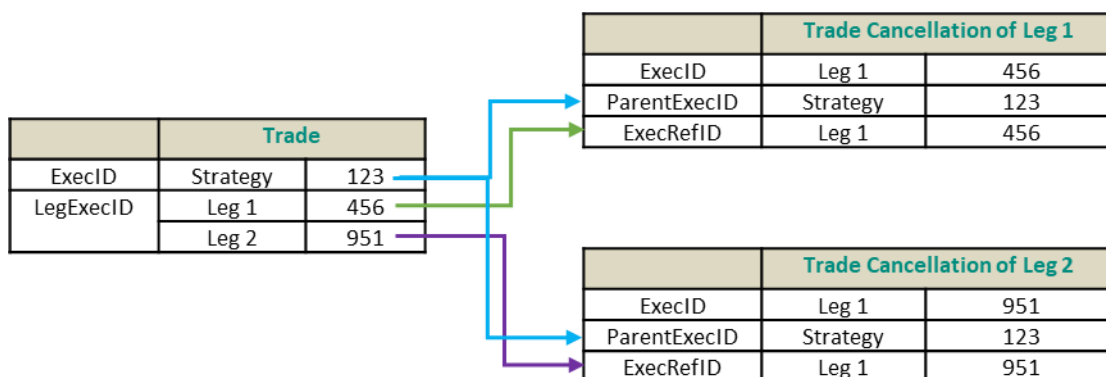 Trade Cancellation of Leg 1
ExecID Leg 1 456
ParentExecID Strategy 123
ExecRefID Leg 1 456
Trade
ExecID Strategy 123
LegExecID Leg 1 456
Leg 2 951
Trade Cancellation of Leg 2
ExecID Leg 1 951
ParentExecID Strategy 123
ExecRefID Leg 1 951